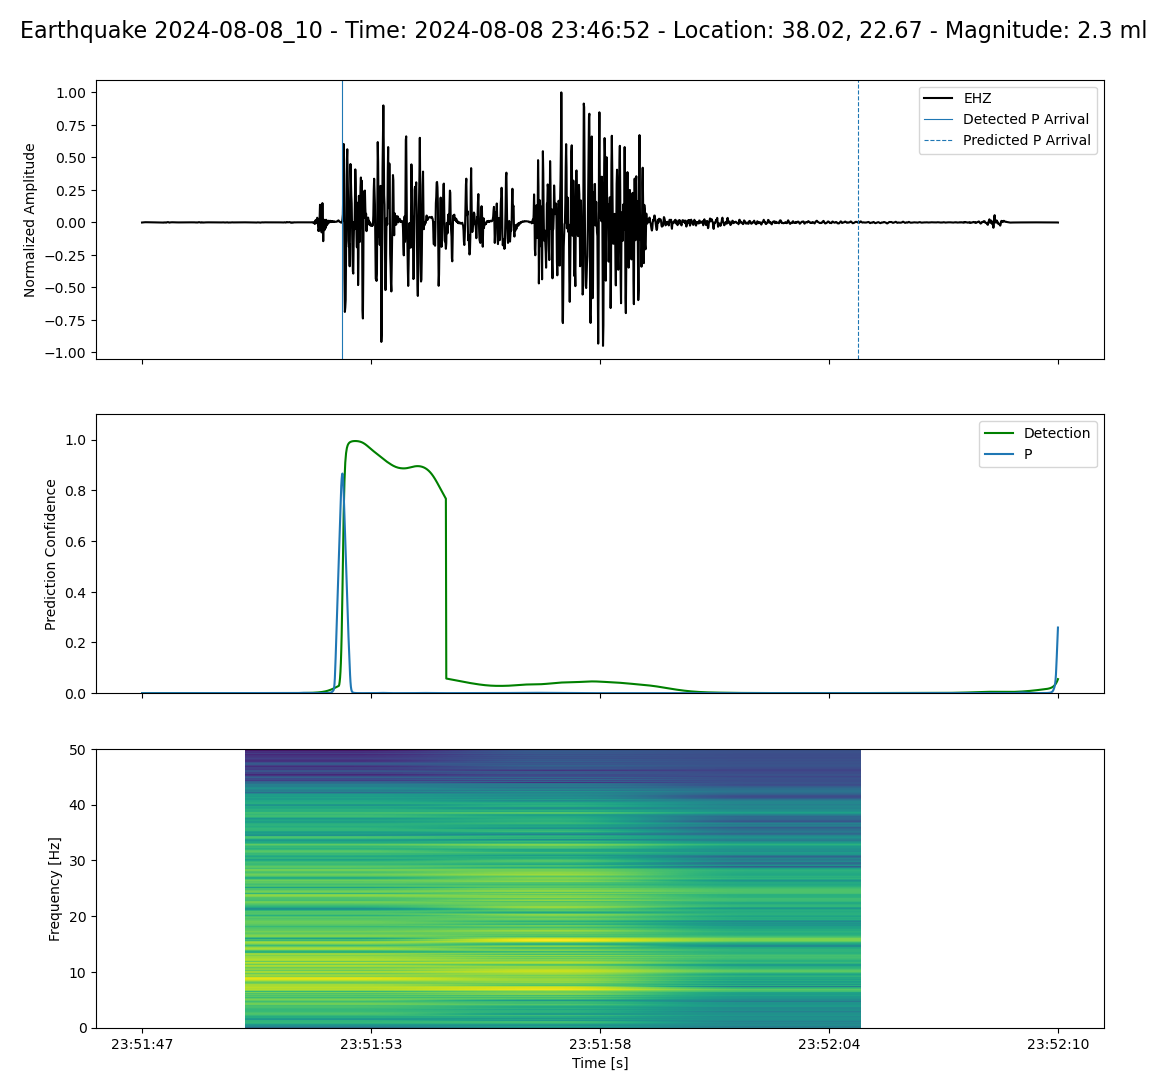 Earthquake 2024-08-08_10 - Time: 2024-08-08 23:46:52 - Location: 38.02, 22.67 - Magnitude: 2.3 ml
Normalized Amplitude
1.00
0.75
0.50
0.25
0.00
−0.25
−0.50
−0.75
−1.00
EHZ
Detected P Arrival
Predicted P Arrival
Prediction Confidence
1.0
0.8
0.6
0.4
0.2
0.0
Detection
P
Frequency [Hz]
50
40
30
20
10
0
23:51:47 23:51:53 23:51:58 23:52:04 23:52:10
Time [s]